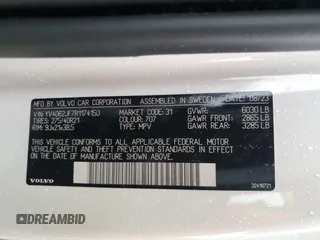 MFD. BY VOLVO CAR CORPORATION ASSEMBLED IN SWEDEN DATE: 08/23
VIN: YV4062JF7R1174150 MARKET CODE: 31 GVWR: 6030 LB
TIRES: 275/40R21 COLOUR: 707 GAWR FRONT: 2865 LB
RIM: 9Jx21x38.5 TYPE: MPV GAWR REAR: 3285 LB
THIS VEHICLE CONFORMS TO ALL APPLICABLE FEDERAL MOTOR
VEHICLE SAFETY AND THEFT PREVENTION STANDARDS IN
EFFECT ON THE DATE OF MANUFACTURE SHOWN ABOVE.
VOLVO
32416721
DREAMBID